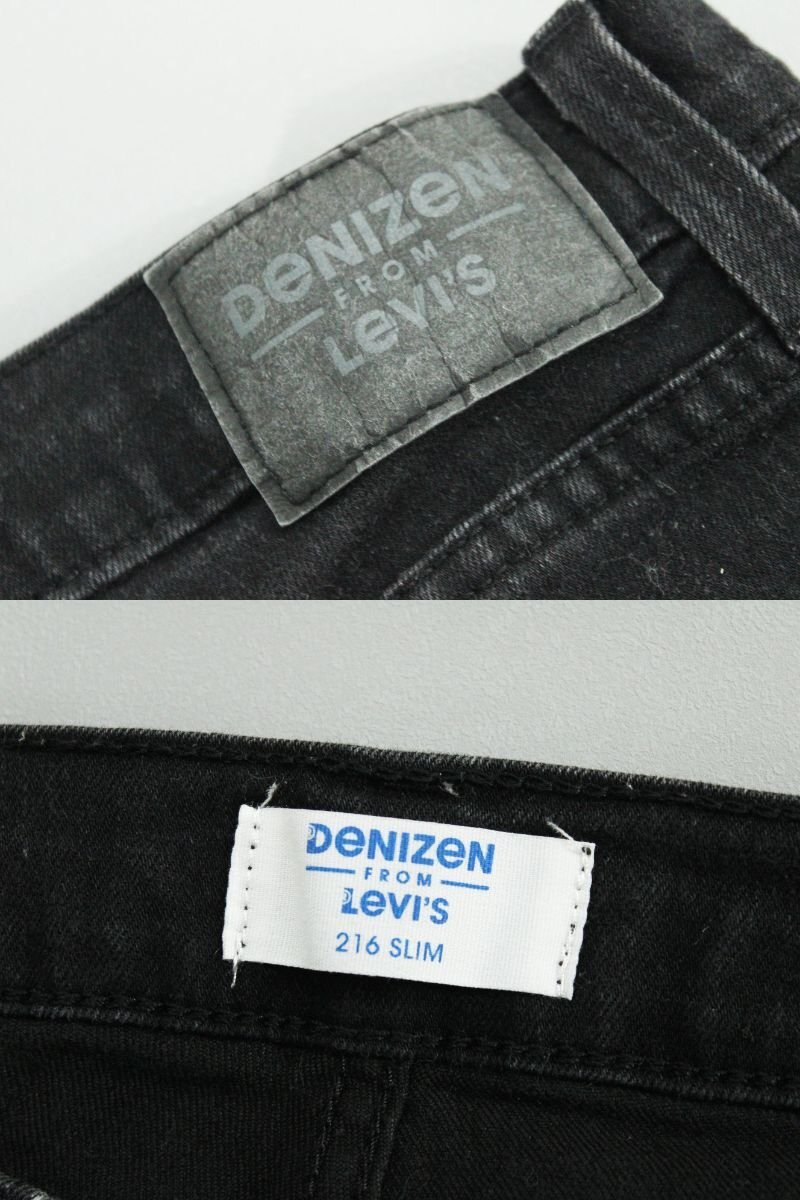 DeNiZeN
FROM
LeVi'S
DeNiZeN
FROM
LeVi'S
216 SLIM